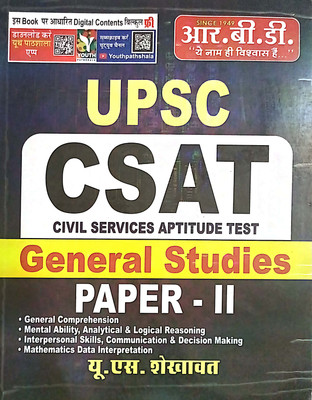 इस Book पर आधारित Digital Contents बिल्कुल फ्री
डाउनलोड करें
यूथ पाठशाला
एप्प
YOUTH
सब्सक्राइब करें
यूट्यूब चैनल
Youthpathshala
SINCE 1949
आर.बी.डी.
"ये नाम ही विश्वास है..."
UPSC
CSAT
CIVIL SERVICES APTITUDE TEST
General Studies
PAPER - II
• General Comprehension
• Mental Ability, Analytical & Logical Reasoning
• Interpersonal Skills, Communication & Decision Making
• Mathematics Data Interpretation
यू.एस. शेखावत